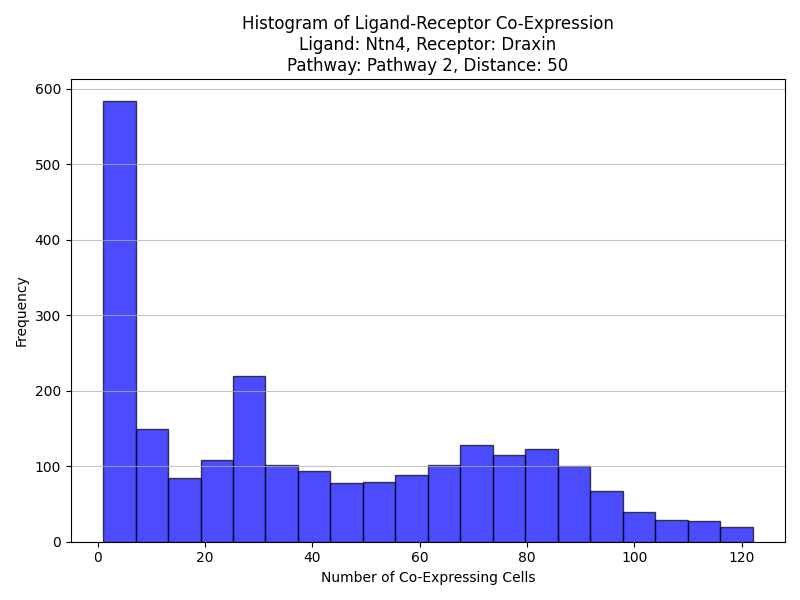 Histogram of Ligand-Receptor Co-Expression
Ligand: Ntn4, Receptor: Draxin
Pathway: Pathway 2, Distance: 50
600
500
400
300
200
100
0
Frequency
0 20 40 60 80 100 120
Number of Co-Expressing Cells